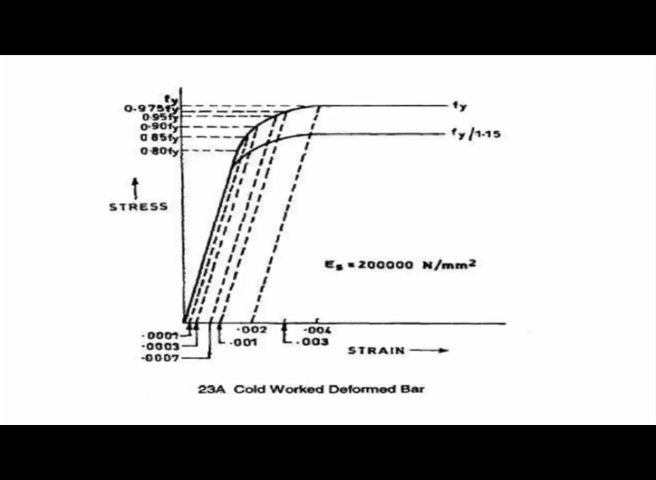 fy
0·975fy
0·95fy
0·90fy
0·85fy
0·80fy
fy
fy/1·15
STRESS
Es = 200000 N/mm²
·0001
·0003
·0007
·001
·002
·003
·004
STRAIN
23A Cold Worked Deformed Bar